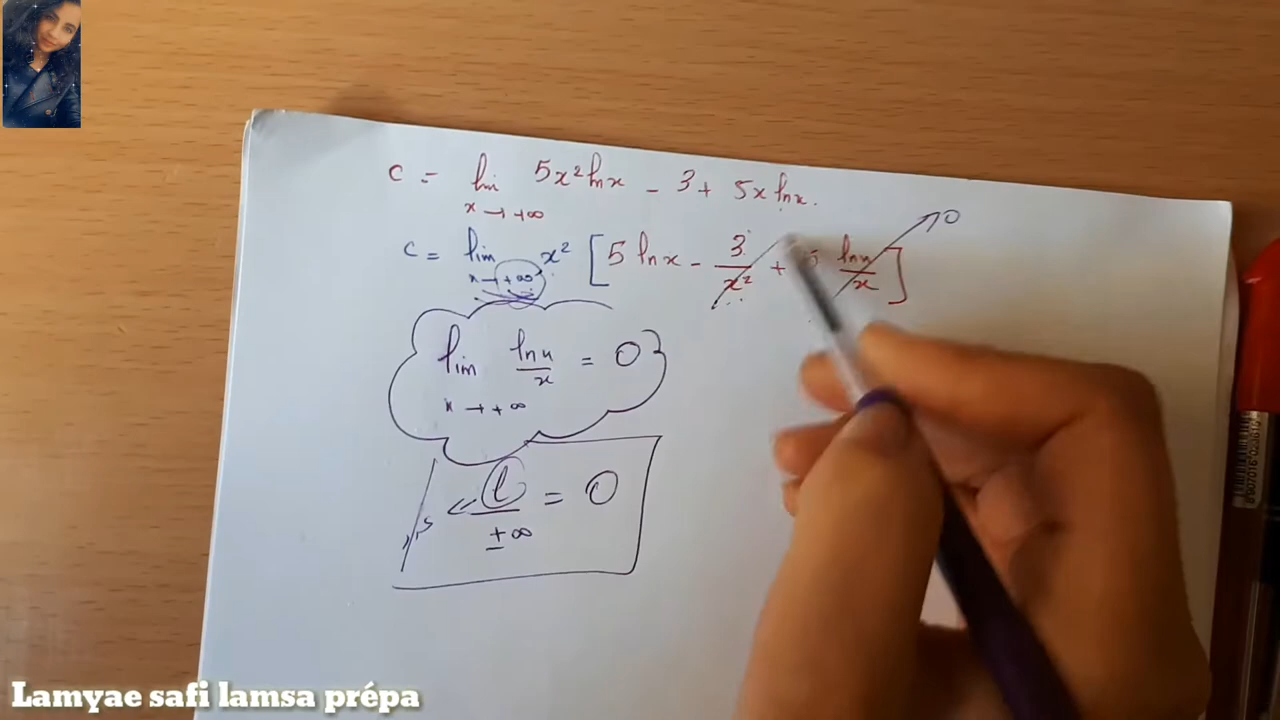 c = lim 5x²lnx - 3 + 5x lnx.
x → +∞
c = lim x² [5 lnx - 3/x² + 5 lnx/x] → 0
x → +∞
lim lnx/x = 0
x → +∞
l/±∞ = 0
Lamyae safi lamsa prépa